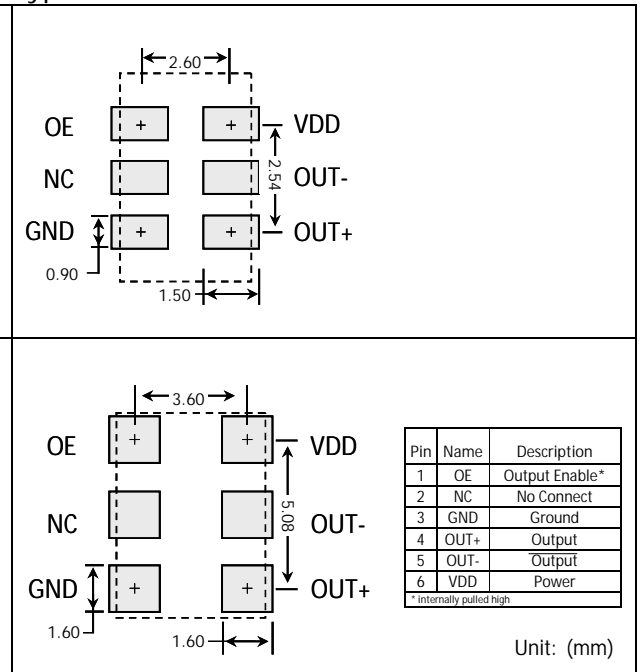 2.60
OE
VDD
NC
2.54
OUT-
GND
OUT+
0.90
1.50
3.60
OE
VDD
NC
5.08
OUT-
GND
OUT+
1.60
1.60
Pin Name Description
1 OE Output Enable*
2 NC No Connect
3 GND Ground
4 OUT+ Output
5 OUT- Output
6 VDD Power
* internally pulled high
Unit: (mm)